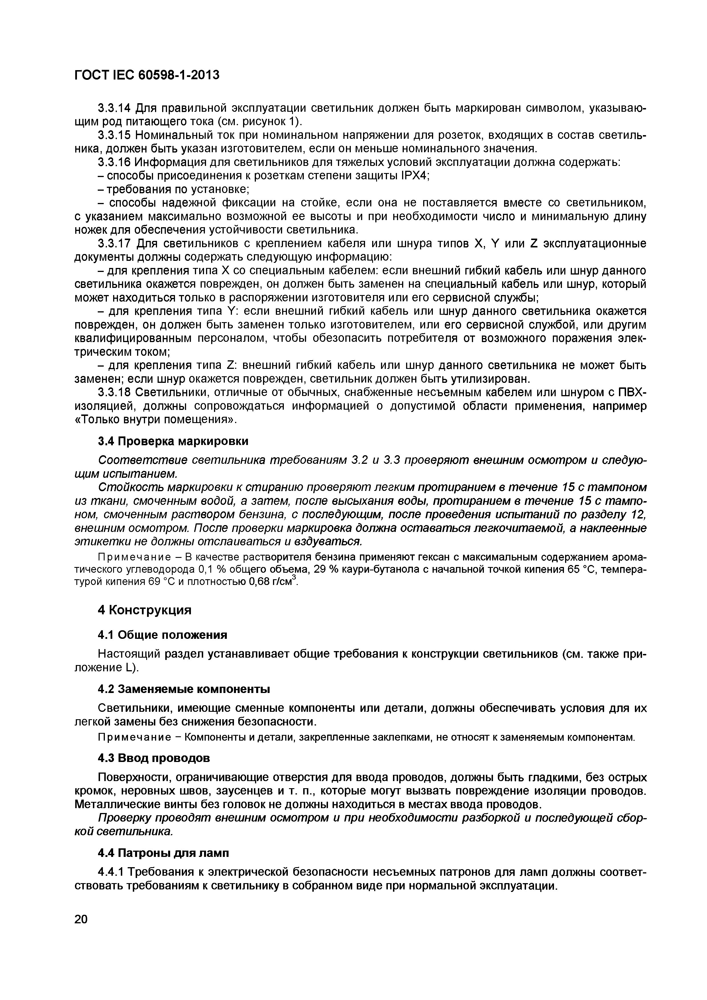 ГОСТ IEC 60598-1-2013
3.3.14 Для правильной эксплуатации светильник должен быть маркирован символом, указываю-
щим род питающего тока (см. рисунок 1).
3.3.15 Номинальный ток при номинальном напряжении для розеток, входящих в состав светиль-
ника, должен быть указан изготовителем, если он меньше номинального значения.
3.3.16 Информация для светильников для тяжелых условий эксплуатации должна содержать:
– способы присоединения к розеткам степени защиты IPX4;
– требования по установке;
– способы надежной фиксации на стойке, если она не поставляется вместе со светильником,
с указанием максимально возможной ее высоты и при необходимости число и минимальную длину
ножек для обеспечения устойчивости светильника.
3.3.17 Для светильников с креплением кабеля или шнура типов X, Y или Z эксплуатационные
документы должны содержать следующую информацию:
– для крепления типа X со специальным кабелем: если внешний гибкий кабель или шнур данного
светильника окажется поврежден, он должен быть заменен на специальный кабель или шнур, который
может находиться только в распоряжении изготовителя или его сервисной службы;
– для крепления типа Y: если внешний гибкий кабель или шнур данного светильника окажется
поврежден, он должен быть заменен только изготовителем, или его сервисной службой, или другим
квалифицированным персоналом, чтобы обезопасить потребителя от возможного поражения элек-
трическим током;
– для крепления типа Z: внешний гибкий кабель или шнур данного светильника не может быть
заменен; если шнур окажется поврежден, светильник должен быть утилизирован.
3.3.18 Светильники, отличные от обычных, снабженные несъемным кабелем или шнуром с ПВХ-
изоляцией, должны сопровождаться информацией о допустимой области применения, например
«Только внутри помещения».
3.4 Проверка маркировки
Соответствие светильника требованиям 3.2 и 3.3 проверяют внешним осмотром и следую-
щим испытанием.
Стойкость маркировки к стиранию проверяют легким протиранием в течение 15 с тампоном
из ткани, смоченным водой, а затем, после высыхания воды, протиранием в течение 15 с тампо-
ном, смоченным раствором бензина, с последующим, после проведения испытаний по разделу 12,
внешним осмотром. После проверки маркировка должна оставаться легкочитаемой, а наклеенные
этикетки не должны отслаиваться и вздуваться.
Примечание – В качестве растворителя бензина применяют гексан с максимальным содержанием арома-
тического углеводорода 0,1 % общего объема, 29 % каури-бутанола с начальной точкой кипения 65 °С, темпера-
турой кипения 69 °С и плотностью 0,68 г/см³.
4 Конструкция
4.1 Общие положения
Настоящий раздел устанавливает общие требования к конструкции светильников (см. также при-
ложение L).
4.2 Заменяемые компоненты
Светильники, имеющие сменные компоненты или детали, должны обеспечивать условия для их
легкой замены без снижения безопасности.
Примечание – Компоненты и детали, закрепленные заклепками, не относят к заменяемым компонентам.
4.3 Ввод проводов
Поверхности, ограничивающие отверстия для ввода проводов, должны быть гладкими, без острых
кромок, неровных швов, заусенцев и т. п., которые могут вызвать повреждение изоляции проводов.
Металлические винты без головок не должны находиться в местах ввода проводов.
Проверку проводят внешним осмотром и при необходимости разборкой и последующей сбор-
кой светильника.
4.4 Патроны для ламп
4.4.1 Требования к электрической безопасности несъемных патронов для ламп должны соответ-
ствовать требованиям к светильнику в собранном виде при нормальной эксплуатации.
20